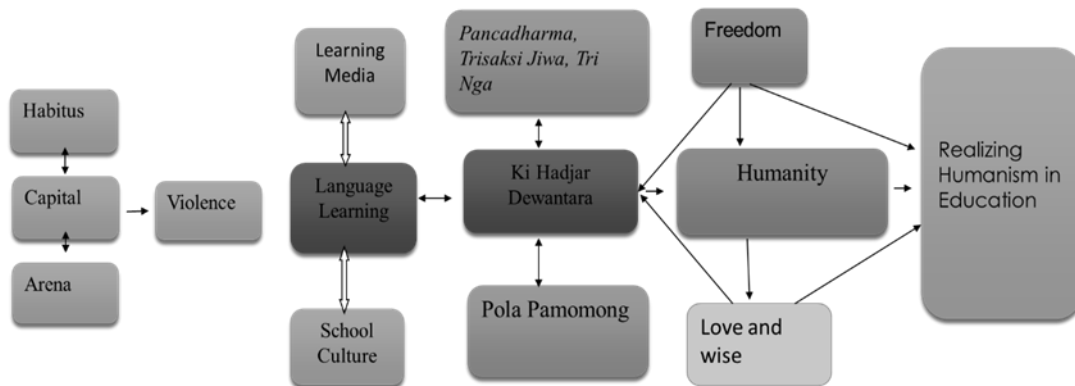 Habitus
Capital
Arena
Violence
Learning
Media
Language
Learning
School
Culture
Pancadharma,
Trisaksi Jiwa, Tri
Nga
Ki Hadjar
Dewantara
Pola Pamomong
Freedom
Humanity
Love and
wise
Realizing
Humanism in
Education